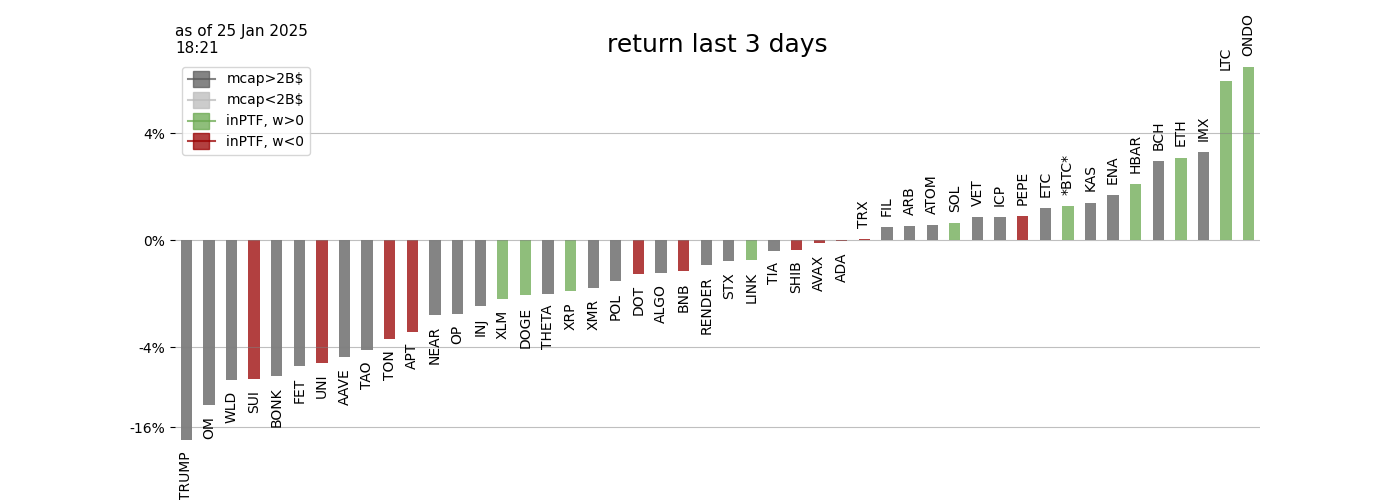 as of 25 Jan 2025
18:21
return last 3 days
mcap>2B$
mcap<2B$
inPTF, w>0
inPTF, w<0
4%
0%
-4%
-16%
TRUMP
OM
WLD
SUI
BONK
FET
UNI
AAVE
TAO
TON
APT
NEAR
OP
INJ
XLM
DOGE
THETA
XRP
XMR
POL
DOT
ALGO
BNB
RENDER
STX
LINK
TIA
SHIB
AVAX
ADA
TRX
FIL
ARB
ATOM
SOL
VET
ICP
PEPE
ETC
*BTC*
KAS
ENA
HBAR
BCH
ETH
IMX
LTC
ONDO